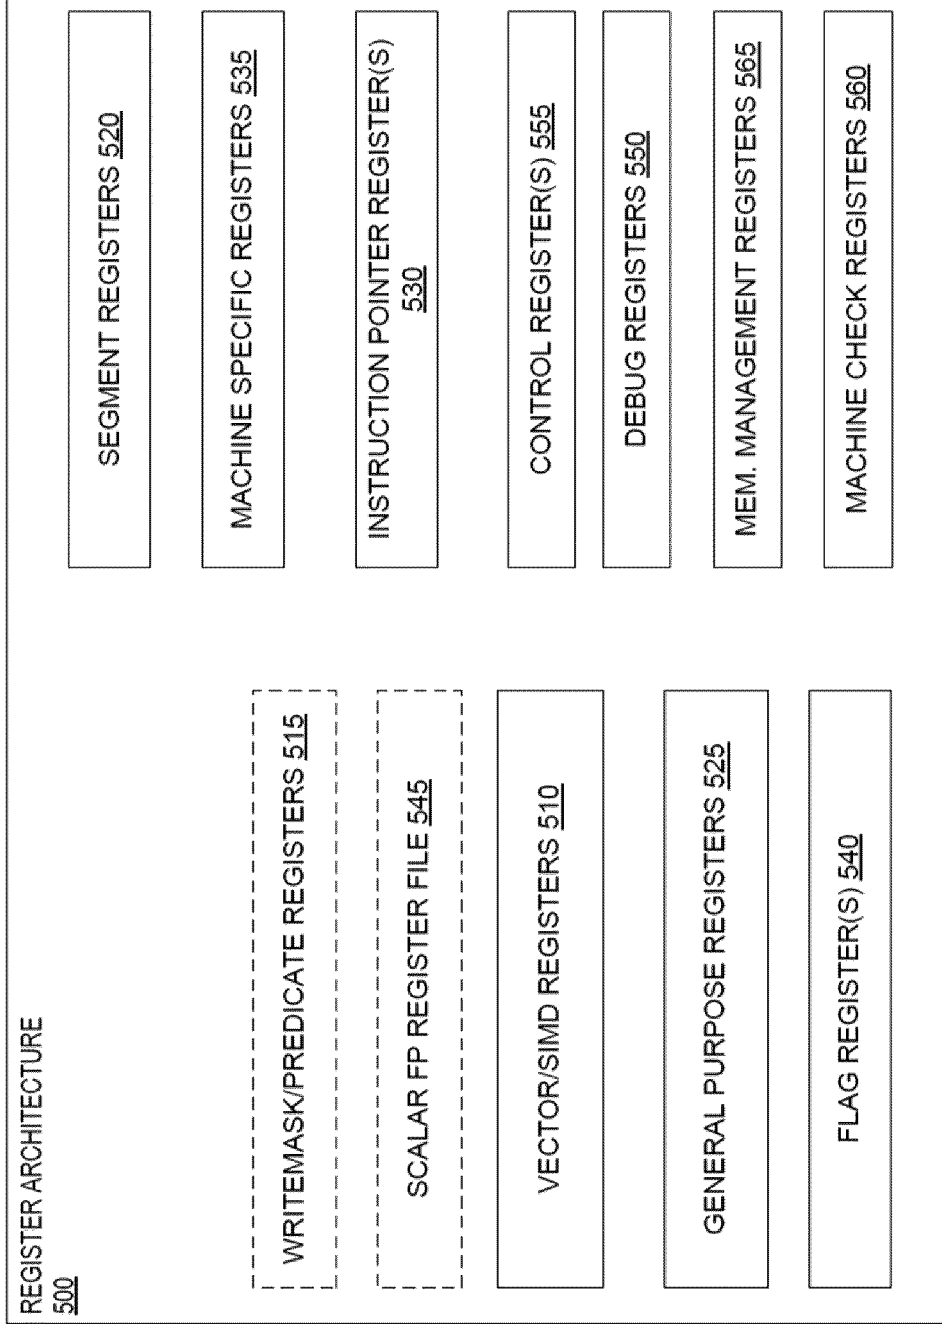 REGISTER ARCHITECTURE
500
WRITEMASK/PREDICATE REGISTERS 515
SCALAR FP REGISTER FILE 545
VECTOR/SIMD REGISTERS 510
GENERAL PURPOSE REGISTERS 525
FLAG REGISTER(S) 540
SEGMENT REGISTERS 520
MACHINE SPECIFIC REGISTERS 535
INSTRUCTION POINTER REGISTER(S)
530
CONTROL REGISTER(S) 555
DEBUG REGISTERS 550
MEM. MANAGEMENT REGISTERS 565
MACHINE CHECK REGISTERS 560